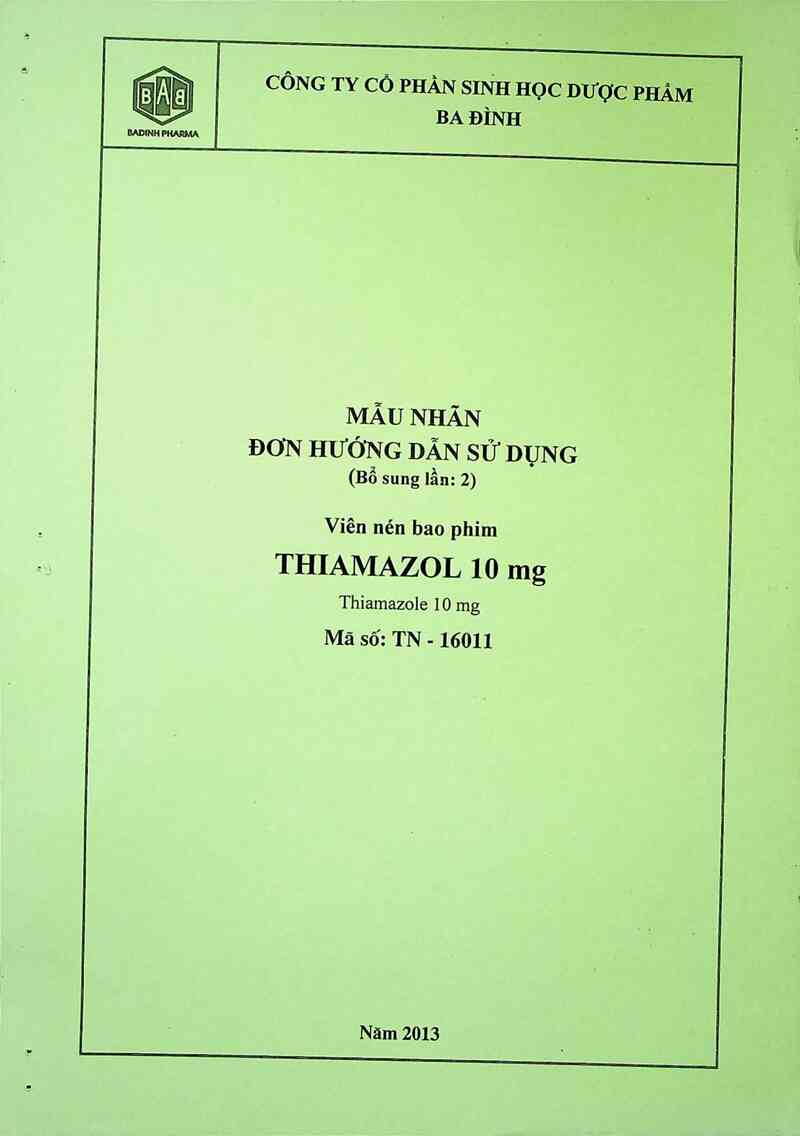 BAB
BADINH PHARMA
CÔNG TY CỔ PHẦN SINH HỌC DƯỢC PHẨM
BA ĐÌNH
MẪU NHÃN
ĐƠN HƯỚNG DẪN SỬ DỤNG
(Bổ sung lần: 2)
Viên nén bao phim
THIAMAZOL 10 mg
Thiamazole 10 mg
Mã số: TN - 16011
Năm 2013